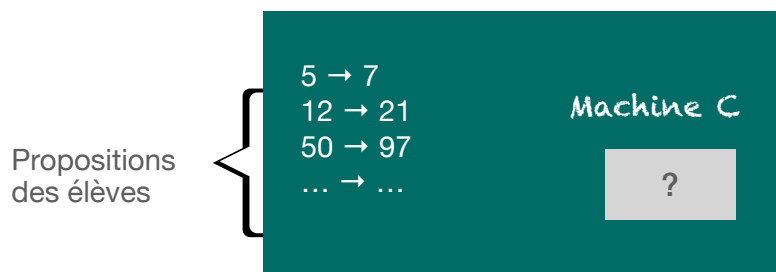 5 → 7
12 → 21
50 → 97
... → ...
Propositions
des élèves
Machine C
?